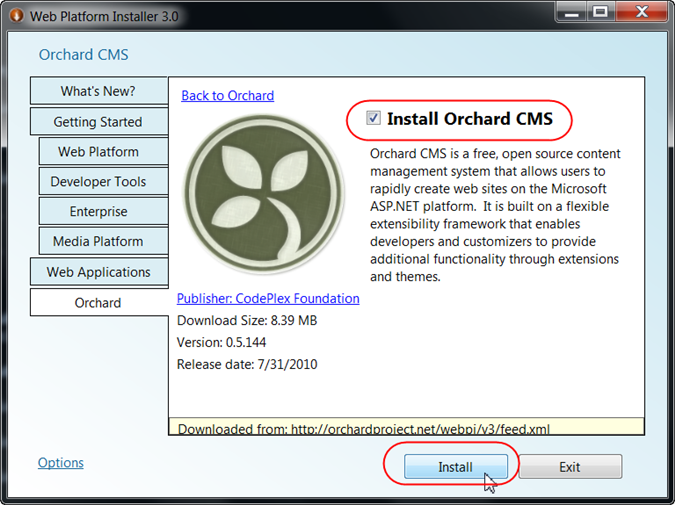 Web Platform Installer 3.0
Orchard CMS
What's New?
Getting Started
Web Platform
Developer Tools
Enterprise
Media Platform
Web Applications
Orchard
Back to Orchard
Install Orchard CMS
Orchard CMS is a free, open source content
management system that allows users to
rapidly create web sites on the Microsoft
ASP.NET platform.  It is built on a flexible
extensibility framework that enables
developers and customizers to provide
additional functionality through extensions
and themes.
Publisher: CodePlex Foundation
Download Size: 8.39 MB
Version: 0.5.144
Release date: 7/31/2010
Downloaded from: http://orchardproject.net/webpi/v3/feed.xml
Options
Install
Exit